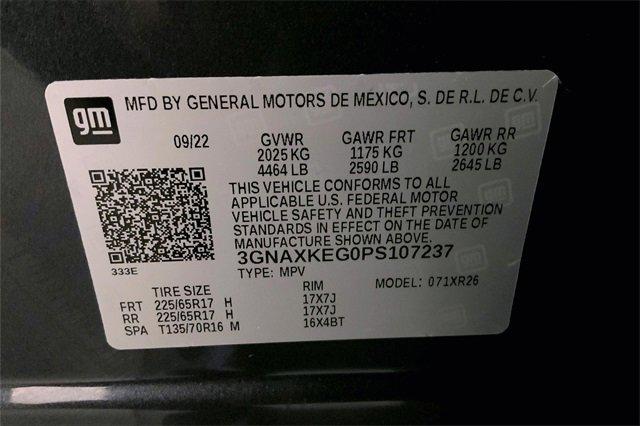 gm
MFD BY GENERAL MOTORS DE MEXICO, S. DE R.L. DE C.V.
09/22 GVWR GAWR FRT GAWR RR
2025 KG 1175 KG 1200 KG
4464 LB 2590 LB 2645 LB
THIS VEHICLE CONFORMS TO ALL
APPLICABLE U.S. FEDERAL MOTOR
VEHICLE SAFETY AND THEFT PREVENTION
STANDARDS IN EFFECT ON THE DATE OF
MANUFACTURE SHOWN ABOVE.
3GNAXKEG0PS107237
333E
TYPE: MPV MODEL: 071XR26
TIRE SIZE RIM
FRT 225/65R17 H 17X7J
RR 225/65R17 H 17X7J
SPA T135/70R16 M 16X4BT